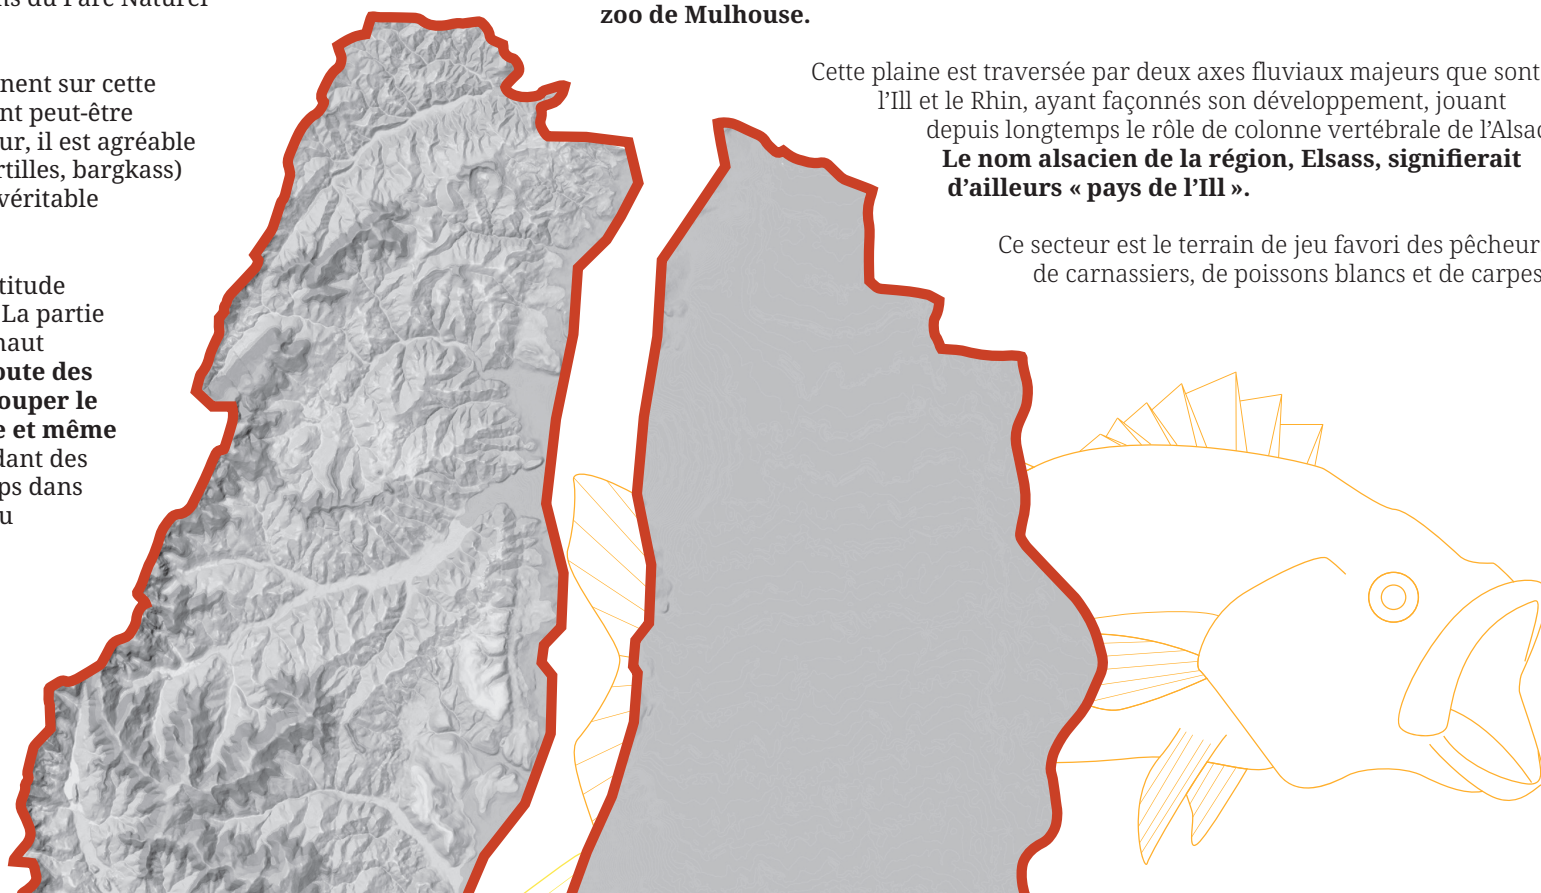 ns du Parc Naturel
nent sur cette
nt peut-être
ur, il est agréable
rtilles, bargkass)
véritable
titude
La partie
haut
oute des
ouper le
e et même
dant des
ps dans
u
zoo de Mulhouse.
Cette plaine est traversée par deux axes fluviaux majeurs que sont
l’Ill et le Rhin, ayant façonnés son développement, jouant
depuis longtemps le rôle de colonne vertébrale de l’Alsac
Le nom alsacien de la région, Elsass, signifierait
d’ailleurs « pays de l’Ill ».
Ce secteur est le terrain de jeu favori des pêcheur
de carnassiers, de poissons blancs et de carpes